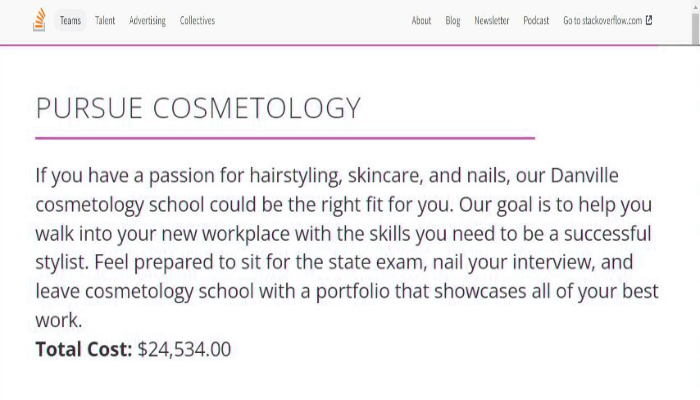 Teams Talent Advertising Collectives About Blog Newsletter Podcast Go to stackoverflow.com
PURSUE COSMETOLOGY
If you have a passion for hairstyling, skincare, and nails, our Danville
cosmetology school could be the right fit for you. Our goal is to help you
walk into your new workplace with the skills you need to be a successful
stylist. Feel prepared to sit for the state exam, nail your interview, and
leave cosmetology school with a portfolio that showcases all of your best
work.
Total Cost: $24,534.00